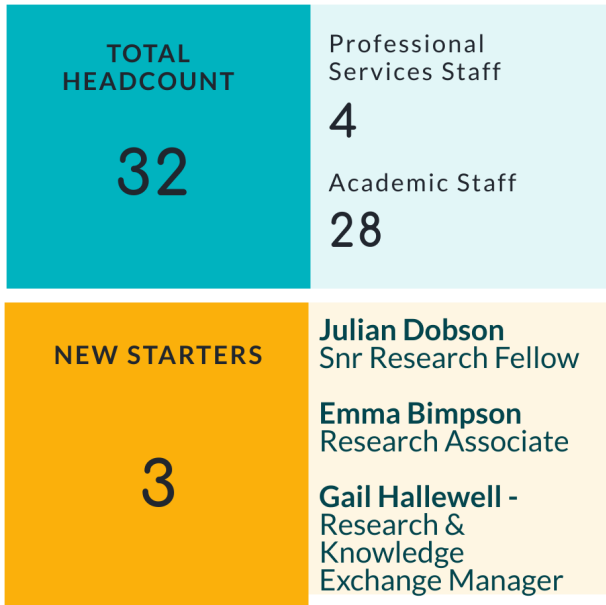 TOTAL
HEADCOUNT
32
Professional
Services Staff
4
Academic Staff
28
NEW STARTERS
3
Julian Dobson
Snr Research Fellow
Emma Bimpson
Research Associate
Gail Hallewell -
Research &
Knowledge
Exchange Manager